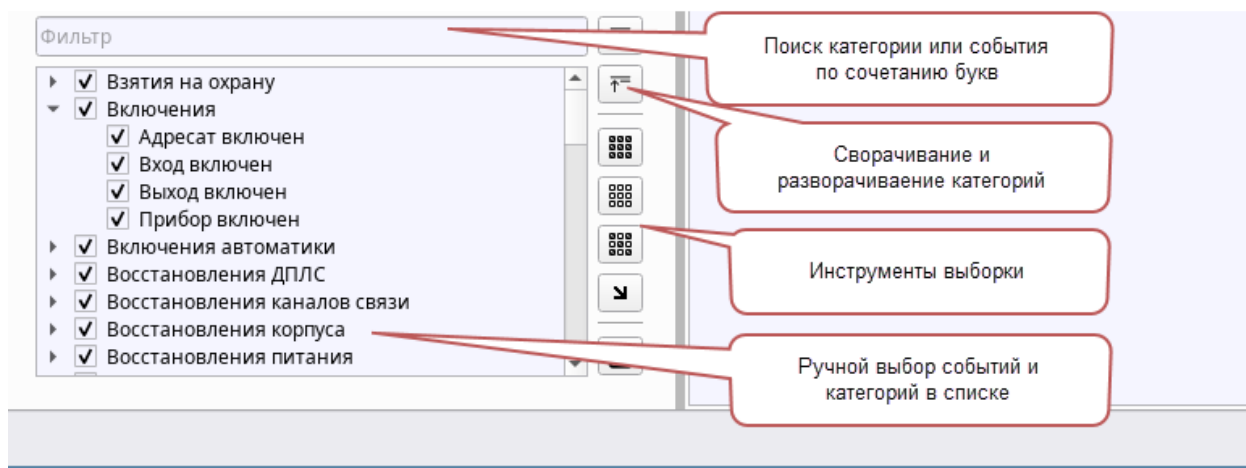 Фильтр
Взятия на охрану
Включения
Адресат включен
Вход включен
Выход включен
Прибор включен
Включения автоматики
Восстановления ДПЛС
Восстановления каналов связи
Восстановления корпуса
Восстановления питания
Поиск категории или события
по сочетанию букв
Сворачивание и
разворачиваение категорий
Инструменты выборки
Ручной выбор событий и
категорий в списке